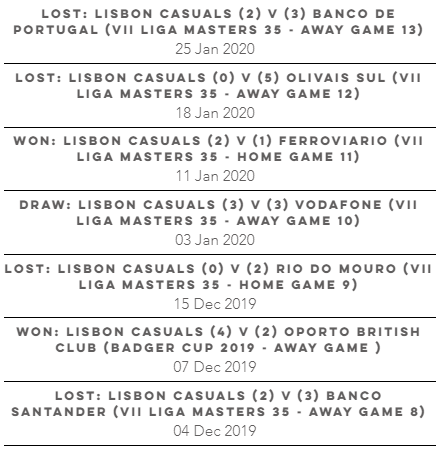 LOST: LISBON CASUALS (2) V (3) BANCO DE
PORTUGAL (VII LIGA MASTERS 35 - AWAY GAME 13)
25 Jan 2020
LOST: LISBON CASUALS (0) V (5) OLIVAIS SUL (VII
LIGA MASTERS 35 - AWAY GAME 12)
18 Jan 2020
WON: LISBON CASUALS (2) V (1) FERROVIARIO (VII
LIGA MASTERS 35 - HOME GAME 11)
11 Jan 2020
DRAW: LISBON CASUALS (3) V (3) VODAFONE (VII
LIGA MASTERS 35 - AWAY GAME 10)
03 Jan 2020
LOST: LISBON CASUALS (0) V (2) RIO DO MOURO (VII
LIGA MASTERS 35 - HOME GAME 9)
15 Dec 2019
WON: LISBON CASUALS (4) V (2) OPORTO BRITISH
CLUB (BADGER CUP 2019 - AWAY GAME )
07 Dec 2019
LOST: LISBON CASUALS (2) V (3) BANCO
SANTANDER (VII LIGA MASTERS 35 - AWAY GAME 8)
04 Dec 2019